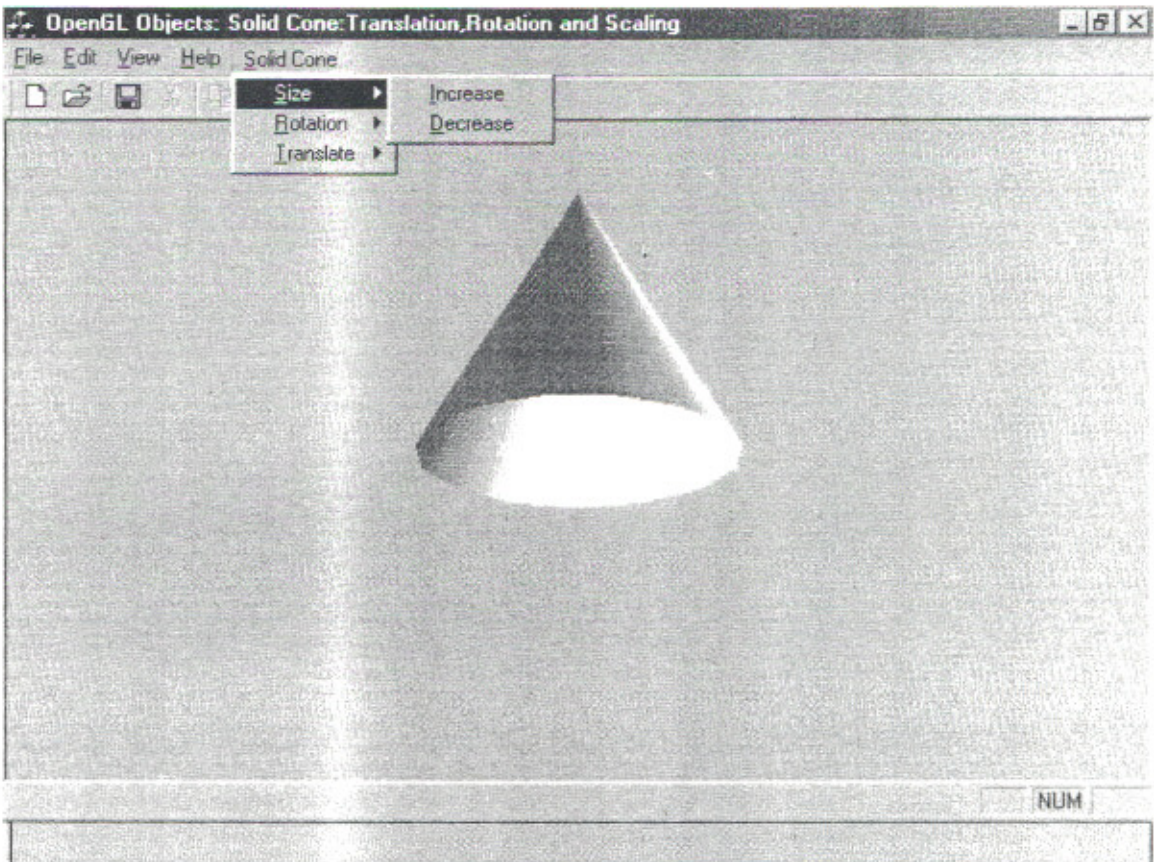 OpenGL Objects: Solid Cone:Translation,Rotation and Scaling
File Edit View Help Solid Cone
Size Increase
Rotation Decrease
Translate
NUM